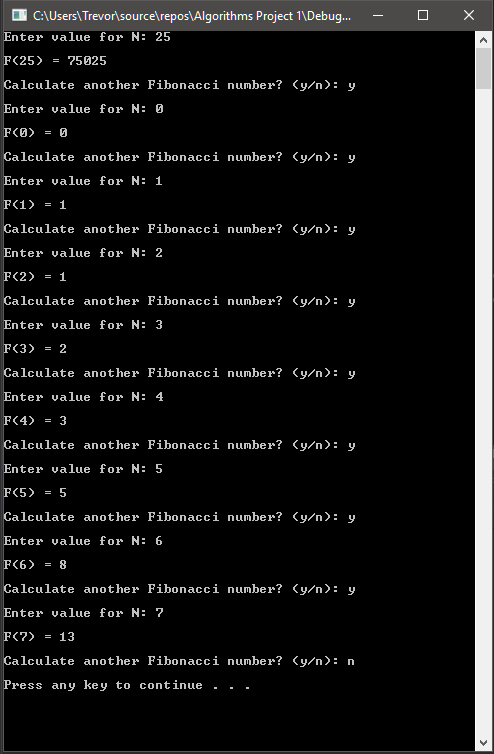 C:\Users\Trevor\source\repos\Algorithms Project 1\Debug...
Enter value for N: 25
F(25) = 75025
Calculate another Fibonacci number? (y/n): y
Enter value for N: 0
F(0) = 0
Calculate another Fibonacci number? (y/n): y
Enter value for N: 1
F(1) = 1
Calculate another Fibonacci number? (y/n): y
Enter value for N: 2
F(2) = 1
Calculate another Fibonacci number? (y/n): y
Enter value for N: 3
F(3) = 2
Calculate another Fibonacci number? (y/n): y
Enter value for N: 4
F(4) = 3
Calculate another Fibonacci number? (y/n): y
Enter value for N: 5
F(5) = 5
Calculate another Fibonacci number? (y/n): y
Enter value for N: 6
F(6) = 8
Calculate another Fibonacci number? (y/n): y
Enter value for N: 7
F(7) = 13
Calculate another Fibonacci number? (y/n): n
Press any key to continue . . .